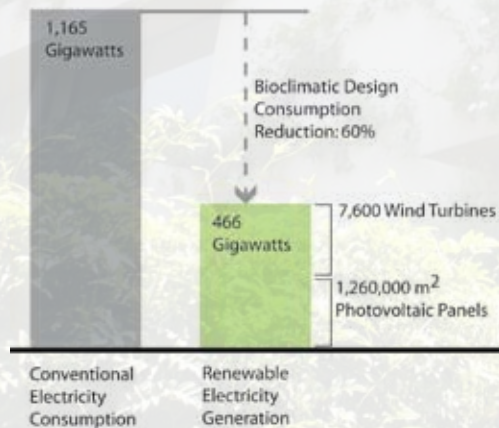 1,165
Gigawatts
Bioclimatic Design
Consumption
Reduction: 60%
466
Gigawatts
7,600 Wind Turbines
1,260,000 m²
Photovoltaic Panels
Conventional
Electricity
Consumption
Renewable
Electricity
Generation